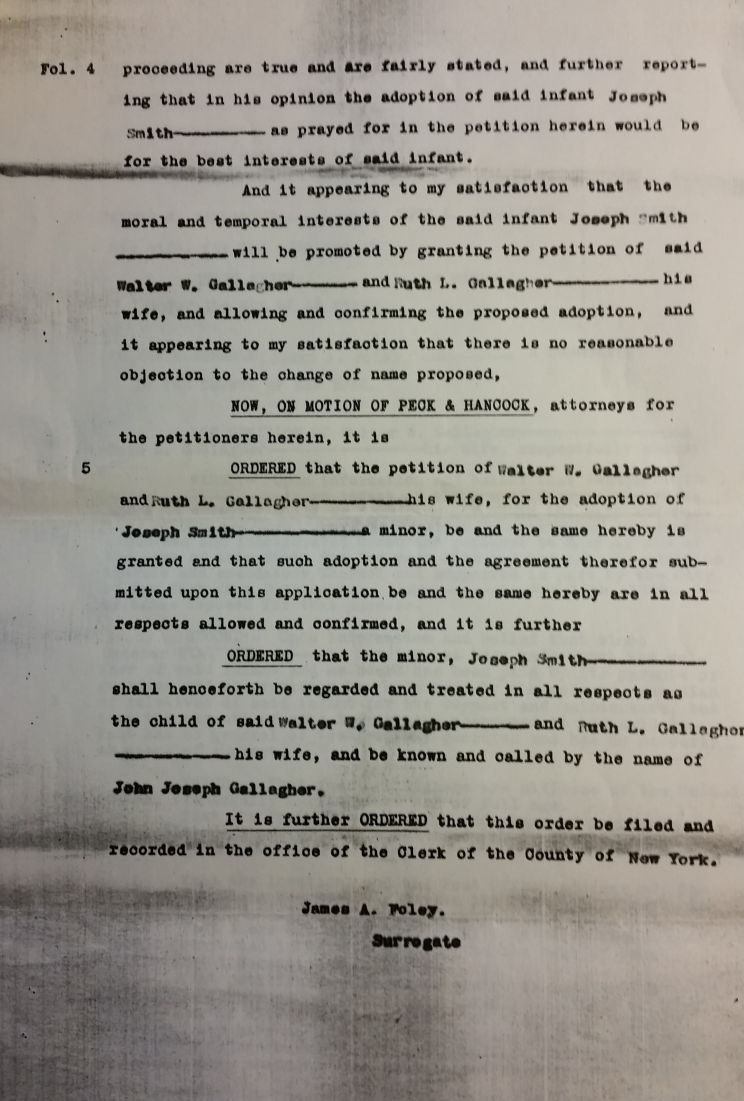 Fol. 4 proceeding are true and are fairly stated, and further report-
ing that in his opinion the adoption of said infant Joseph
Smith———— as prayed for in the petition herein would be
for the best interests of said infant.
And it appearing to my satisfaction that the
moral and temporal interests of the said infant Joseph Smith
————will be promoted by granting the petition of said
Walter W. Gallagher———and Ruth L. Gallagher————his
wife, and allowing and confirming the proposed adoption, and
it appearing to my satisfaction that there is no reasonable
objection to the change of name proposed,
NOW, ON MOTION OF PECK & HANCOCK, attorneys for
the petitioners herein, it is
5 ORDERED that the petition of Walter W. Gallagher
and Ruth L. Gallagher————his wife, for the adoption of
Joseph Smith————a minor, be and the same hereby is
granted and that such adoption and the agreement therefor sub-
mitted upon this application be and the same hereby are in all
respects allowed and confirmed, and it is further
ORDERED that the minor, Joseph Smith————
shall henceforth be regarded and treated in all respects as
the child of said Walter W. Gallagher———and Ruth L. Gallagher
————his wife, and be known and called by the name of
John Joseph Gallagher.
It is further ORDERED that this order be filed and
recorded in the office of the Clerk of the County of New York.
James A. Foley.
Surrogate